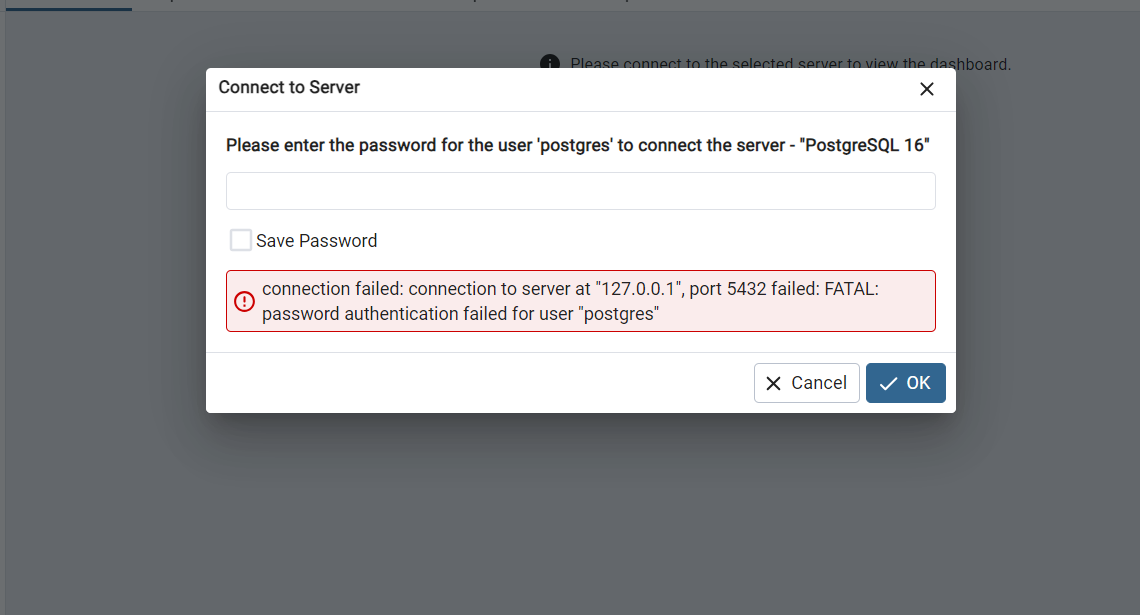 Please connect to the selected server to view the dashboard.
Connect to Server
Please enter the password for the user 'postgres' to connect the server - "PostgreSQL 16"
Save Password
connection failed: connection to server at "127.0.0.1", port 5432 failed: FATAL:
password authentication failed for user "postgres"
Cancel
OK